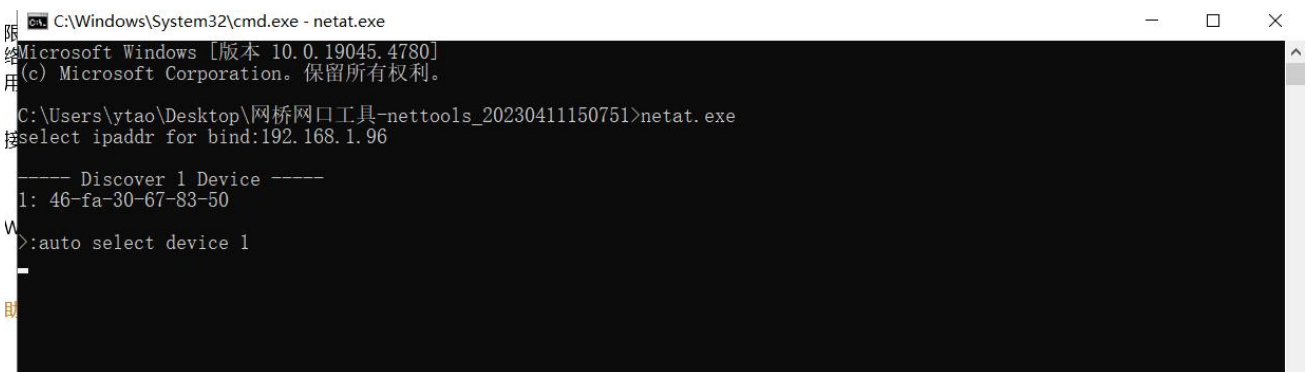 C:\Windows\System32\cmd.exe - netat.exe
Microsoft Windows [版本 10.0.19045.4780]
(c) Microsoft Corporation。保留所有权利。
C:\Users\ytao\Desktop\网桥网口工具-nettools_20230411150751>netat.exe
select ipaddr for bind:192.168.1.96
----- Discover 1 Device -----
1: 46-fa-30-67-83-50
>:auto select device 1